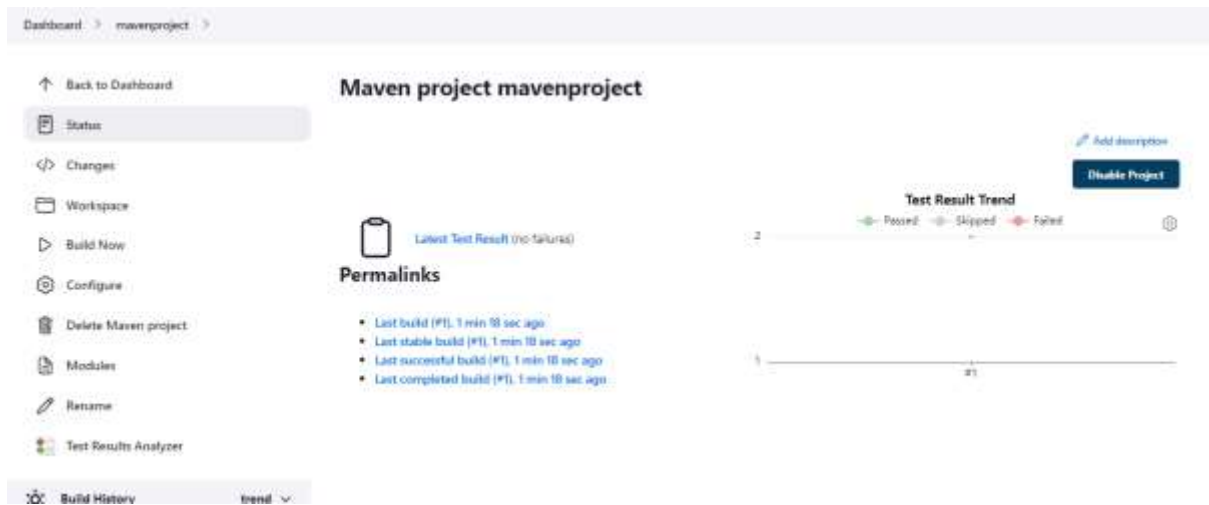 Dashboard > mavenproject >
Back to Dashboard
Status
Changes
Workspace
Build Now
Configure
Delete Maven project
Modules
Rename
Test Results Analyzer
Build History trend
Maven project mavenproject
Add description
Disable Project
Latest Test Result (no failures)
Permalinks
Last build (#1), 1 min 18 sec ago
Last stable build (#1), 1 min 18 sec ago
Last successful build (#1), 1 min 18 sec ago
Last completed build (#1), 1 min 18 sec ago
Test Result Trend
Passed Skipped Failed
2
1
#1